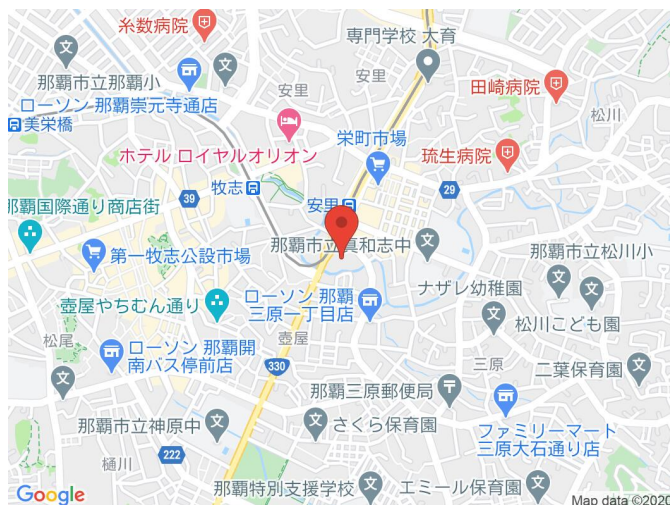 糸数病院
専門学校 大育
那覇市立那覇小
安里
安里
田崎病院
松川
ローソン 那覇崇元寺通店
美栄橋
栄町市場
ホテル ロイヤルオリオン
琉生病院
牧志
29
39
安里
那覇国際通り商店街
那覇市立真和志中
那覇市立松川小
第一牧志公設市場
ナザレ幼稚園
壺屋やちむん通り
ローソン 那覇
三原一丁目店
松川こども園
松尾
壺屋
ローソン 那覇開
南バス停前店
330
三原
二葉保育園
那覇三原郵便局
那覇市立神原中
さくら保育園
ファミリーマート
三原大石通り店
222
樋川
那覇特別支援学校
エミール保育園
Google
Map data ©2020